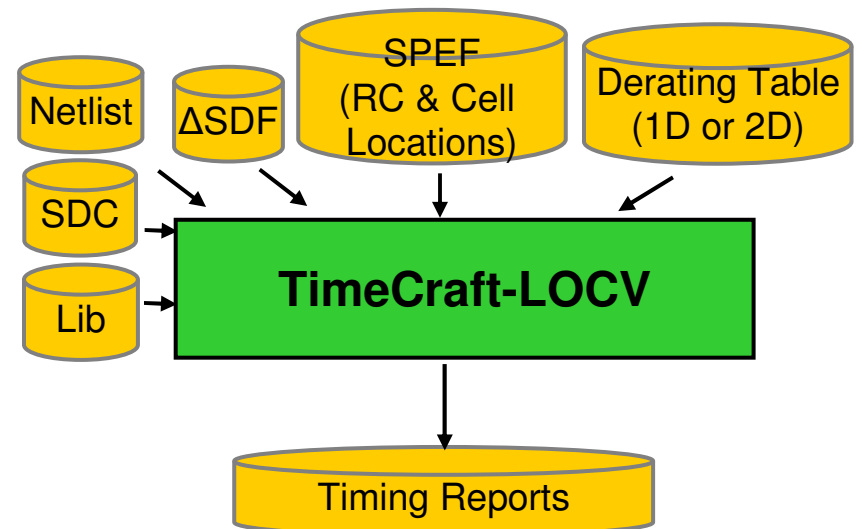 Netlist
ΔSDF
SPEF
(RC & Cell
Locations)
Derating Table
(1D or 2D)
SDC
Lib
TimeCraft-LOCV
Timing Reports